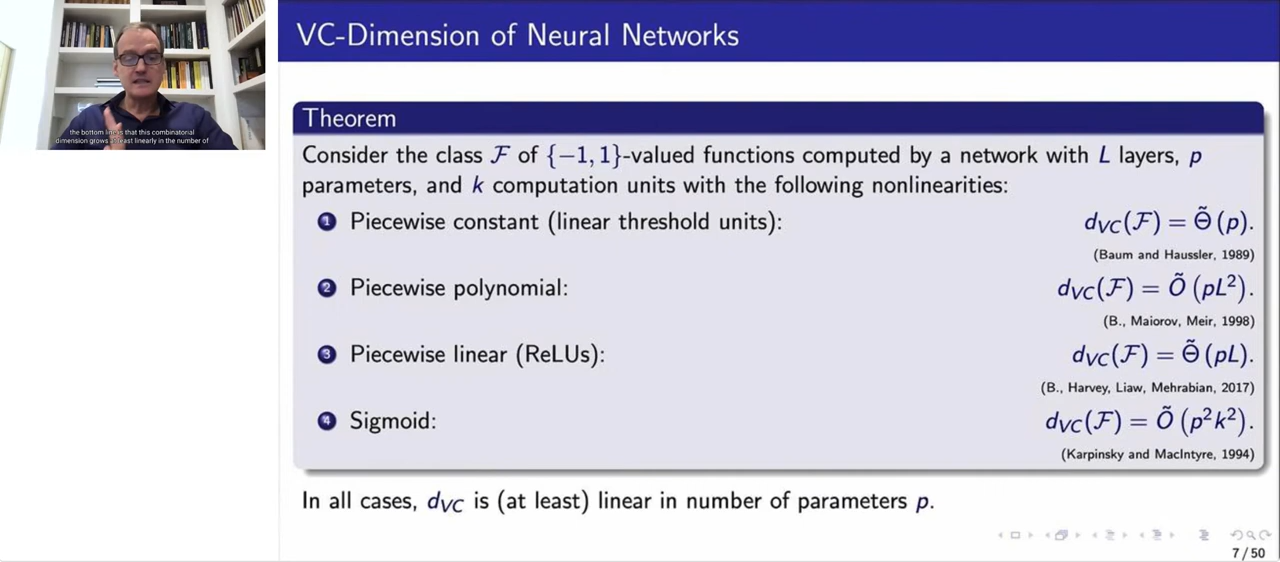 the bottom line is that this combinatorial
dimension grows at least linearly in the number of
VC-Dimension of Neural Networks
Theorem
Consider the class ℱ of {−1, 1}-valued functions computed by a network with L layers, p
parameters, and k computation units with the following nonlinearities:
1 Piecewise constant (linear threshold units): d_VC(ℱ) = Θ̃ (p).
(Baum and Haussler, 1989)
2 Piecewise polynomial: d_VC(ℱ) = Õ (pL²).
(B., Maiorov, Meir, 1998)
3 Piecewise linear (ReLUs): d_VC(ℱ) = Θ̃ (pL).
(B., Harvey, Liaw, Mehrabian, 2017)
4 Sigmoid: d_VC(ℱ) = Õ (p²k²).
(Karpinsky and MacIntyre, 1994)
In all cases, d_VC is (at least) linear in number of parameters p.
7 / 50